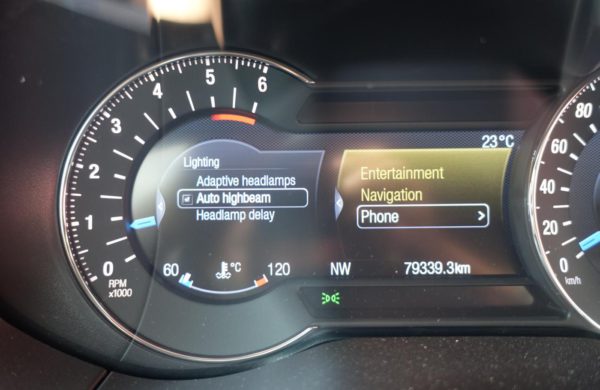 6
5
4
3
2
1
0
RPM
x1000
Lighting
Adaptive headlamps
Auto highbeam
Headlamp delay
60
°C
120
23°C
Entertainment
Navigation
Phone
NW
79339.3km
80
60
40
20
0
km/h